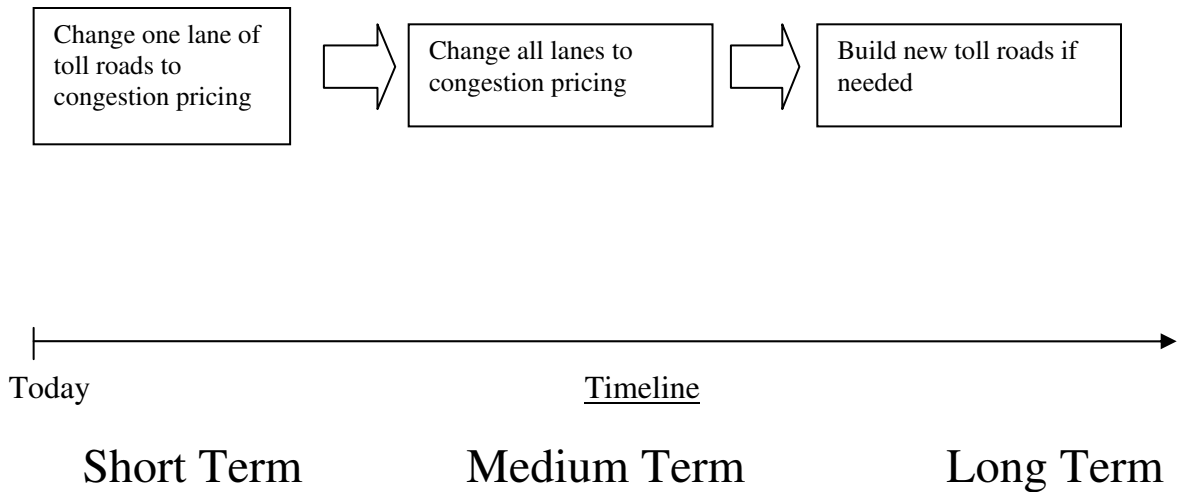 Change one lane of
toll roads to
congestion pricing
Change all lanes to
congestion pricing
Build new toll roads if
needed
Today
Timeline
Short Term
Medium Term
Long Term